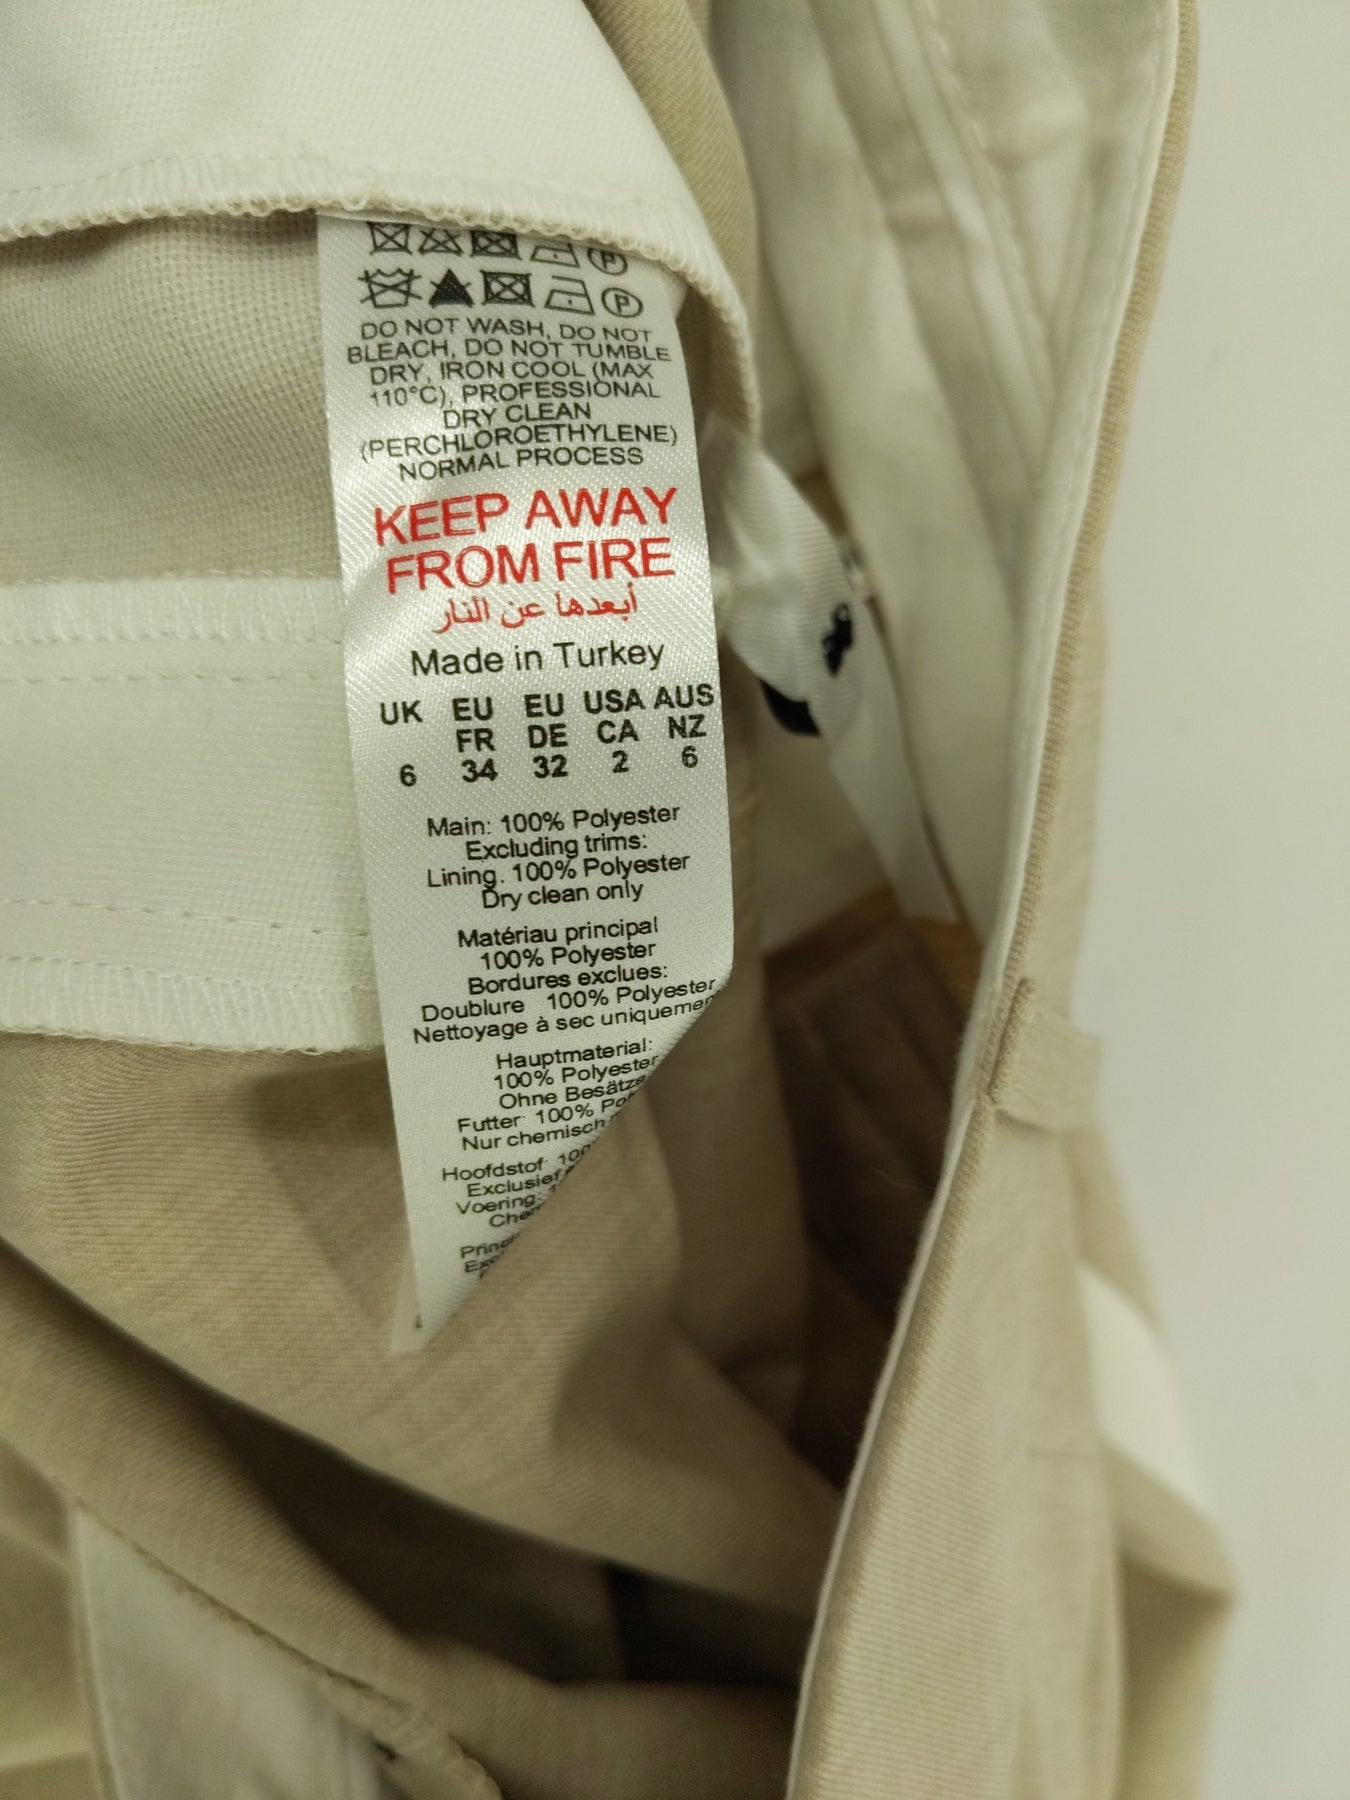 DO NOT WASH, DO NOT
BLEACH, DO NOT TUMBLE
DRY, IRON COOL (MAX
110°C), PROFESSIONAL
DRY CLEAN
(PERCHLOROETHYLENE)
NORMAL PROCESS
KEEP AWAY
FROM FIRE
أبعدها عن النار
Made in Turkey
UK EU EU USA AUS
FR DE CA NZ
6 34 32 2 6
Main: 100% Polyester
Excluding trims:
Lining. 100% Polyester
Dry clean only
Matériau principal
100% Polyester
Bordures exclues:
Doublure 100% Polyester
Nettoyage à sec uniqueme
Hauptmaterial:
100% Polyester
Ohne Besätze
Futter: 100% Po
Nur chemisch
Hoofdstof 100
Exclusief
Voering: